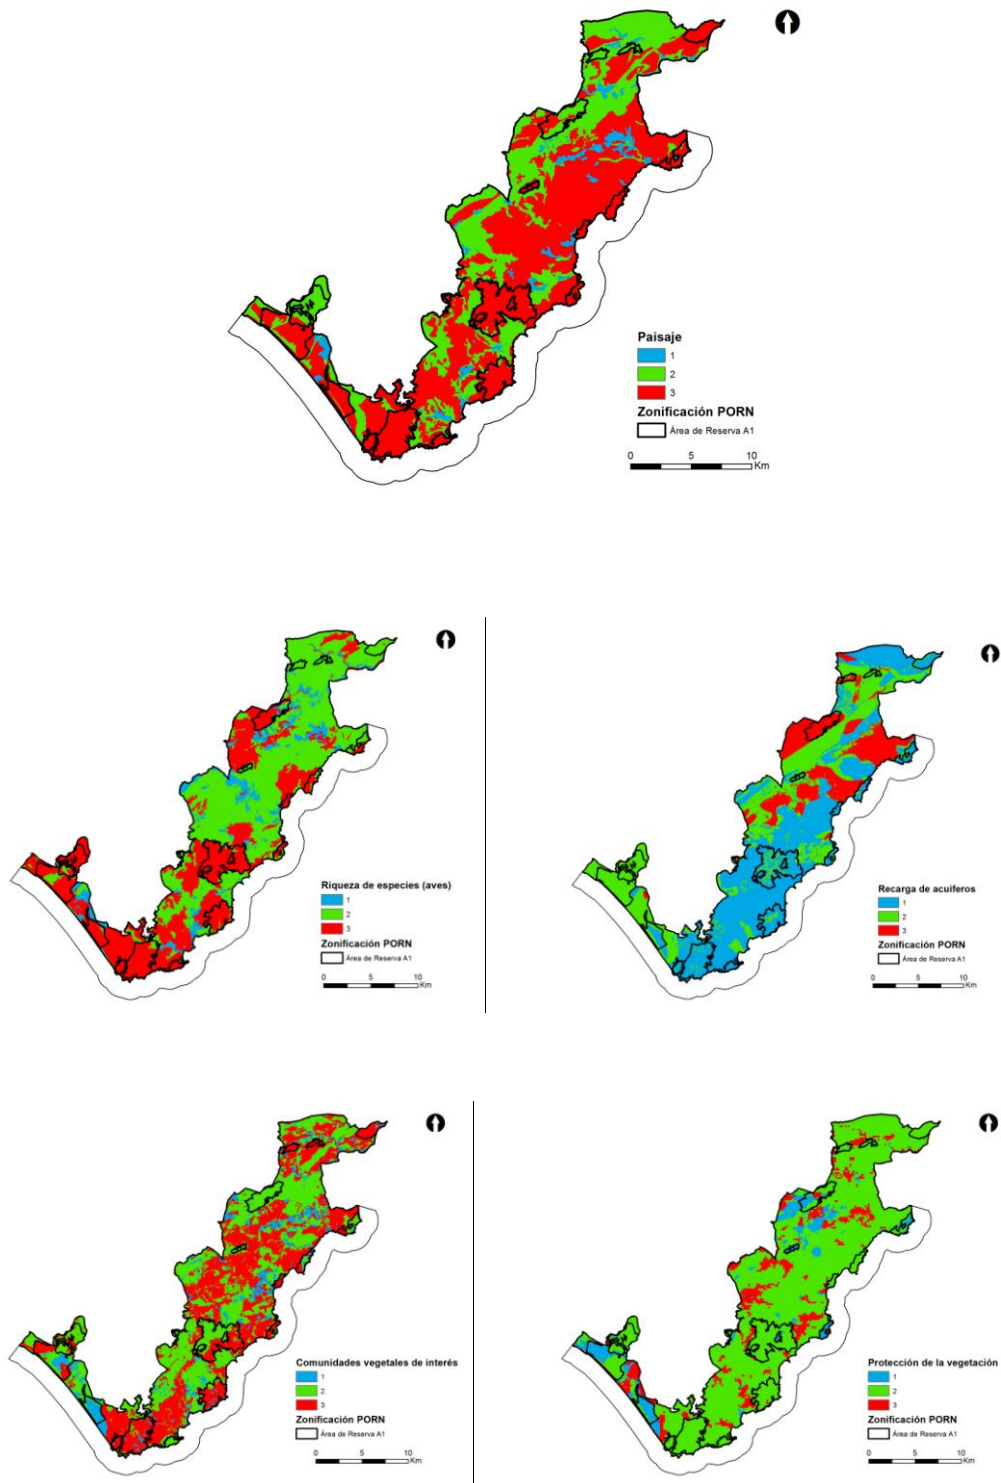 Paisaje
1
2
3
Zonificación PORN
Área de Reserva A1
0 5 10
Km
Riqueza de especies (aves)
1
2
3
Zonificación PORN
Área de Reserva A1
0 5 10
Km
Recarga de acuiferos
1
2
3
Zonificación PORN
Área de Reserva A1
0 5 10
Km
Comunidades vegetales de interés
1
2
3
Zonificación PORN
Área de Reserva A1
0 5 10
Km
Protección de la vegetación
1
2
3
Zonificación PORN
Área de Reserva A1
0 5 10
Km